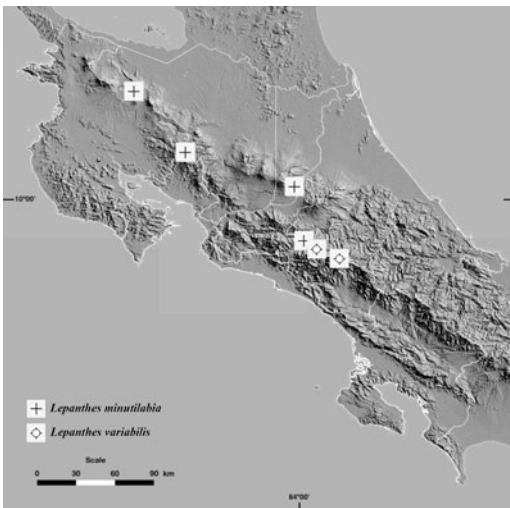 10°00'
Lepanthes minutilabia
Lepanthes variabilis
Scale
0 30 60 90 km
84°00'